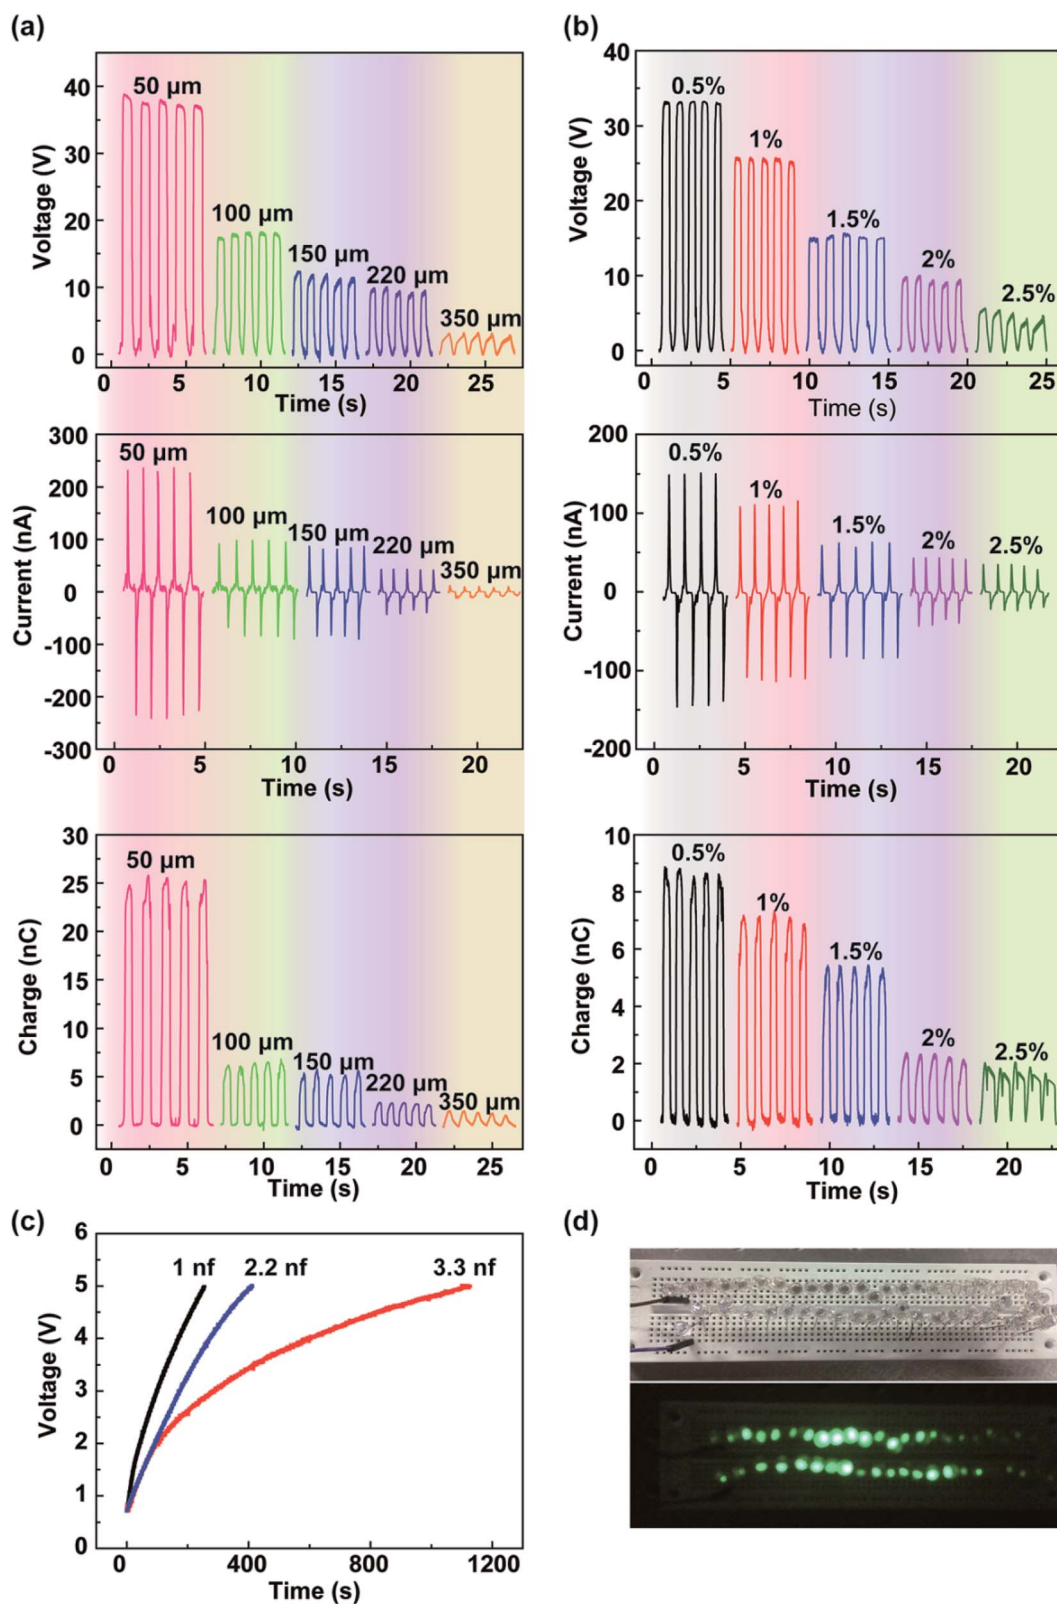 (a)
(b)
Voltage (V)
40
30
20
10
0
50 µm
100 µm
150 µm
220 µm
350 µm
0 5 10 15 20 25
Time (s)
Voltage (V)
40
30
20
10
0
0.5%
1%
1.5%
2%
2.5%
0 5 10 15 20 25
Time (s)
Current (nA)
300
200
100
0
-100
-200
-300
50 µm
100 µm
150 µm
220 µm
350 µm
0 5 10 15 20
Time (s)
Current (nA)
200
100
0
-100
-200
0.5%
1%
1.5%
2%
2.5%
0 5 10 15 20
Time (s)
Charge (nC)
30
25
20
15
10
5
0
50 µm
100 µm
150 µm
220 µm
350 µm
0 5 10 15 20 25
Time (s)
Charge (nC)
10
8
6
4
2
0
0.5%
1%
1.5%
2%
2.5%
0 5 10 15 20
Time (s)
(c)
Voltage (V)
6
5
4
3
2
1
0
1 nf 2.2 nf 3.3 nf
0 400 800 1200
Time (s)
(d)